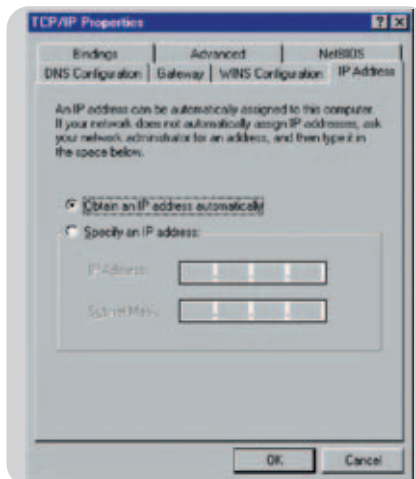 TCP/IP Properties
Bindings Advanced NetBIOS
DNS Configuration Gateway WINS Configuration IP Address
An IP address can be automatically assigned to this computer.
If your network does not automatically assign IP addresses, ask
your network administrator for an address, and then type it in
the space below.
Obtain an IP address automatically
Specify an IP address:
IP Address:
Subnet Mask:
OK Cancel